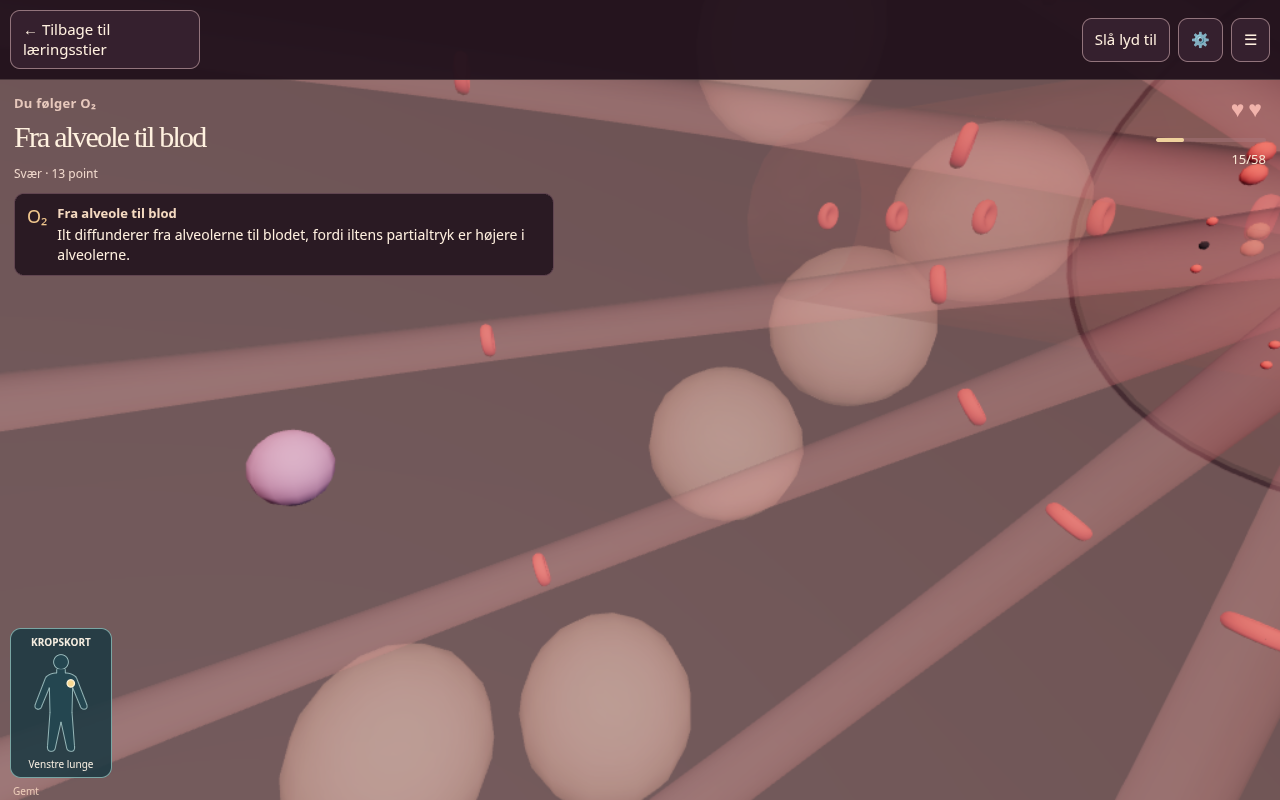 ← Tilbage til
læringsstier
Slå lyd til
Du følger O₂
Fra alveole til blod
Svær · 13 point
15/58
O₂
Fra alveole til blod
Ilt diffunderer fra alveolerne til blodet, fordi iltens partialtryk er højere i
alveolerne.
KROPSKORT
Venstre lunge
Gemt